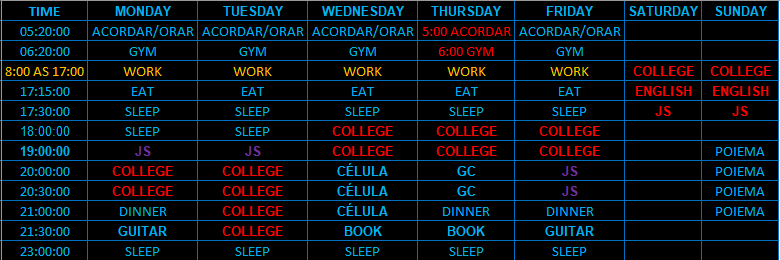 TIME MONDAY TUESDAY WEDNESDAY THURSDAY FRIDAY SATURDAY SUNDAY
05:20:00 ACORDAR/ORAR ACORDAR/ORAR ACORDAR/ORAR 5:00 ACORDAR ACORDAR/ORAR
06:20:00 GYM GYM GYM 6:00 GYM GYM
8:00 AS 17:00 WORK WORK WORK WORK WORK COLLEGE COLLEGE
17:15:00 EAT EAT EAT EAT EAT ENGLISH ENGLISH
17:30:00 SLEEP SLEEP SLEEP SLEEP SLEEP JS JS
18:00:00 SLEEP SLEEP COLLEGE COLLEGE COLLEGE
19:00:00 JS JS COLLEGE COLLEGE COLLEGE POIEMA
20:00:00 COLLEGE COLLEGE CÉLULA GC JS POIEMA
20:30:00 COLLEGE COLLEGE CÉLULA GC JS POIEMA
21:00:00 DINNER COLLEGE CÉLULA DINNER DINNER POIEMA
21:30:00 GUITAR COLLEGE BOOK BOOK GUITAR
23:00:00 SLEEP SLEEP SLEEP SLEEP SLEEP